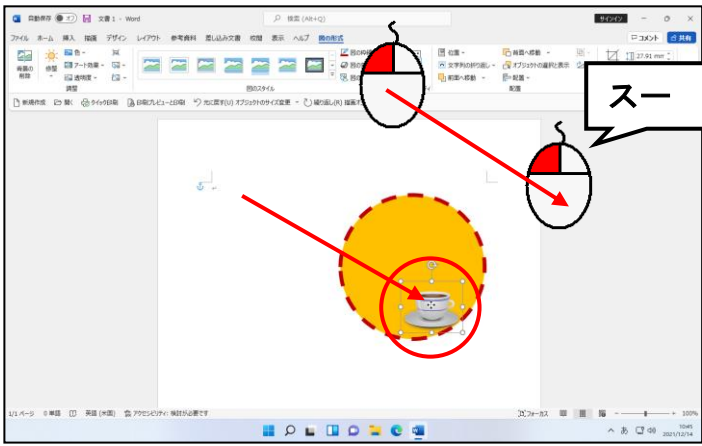 自動保存 オフ 文書 1 - Word 検索 (Alt+Q) サインイン
ファイル ホーム 挿入 描画 デザイン レイアウト 参考資料 差し込み文書 校閲 表示 ヘルプ 図の形式 コメント 共有
背景の削除 修整 色 アート効果 透明度
図の枠
位置 文字列の折り返し 前面へ移動
背面へ移動 オブジェクトの選択と表示 配置
27.91 mm
調整 図のスタイル 配置
スー
新規作成 開く クイック印刷 印刷プレビューと印刷 元に戻す(U) オブジェクトのサイズ変更 繰り返し(R)
1/1 ページ 0 単語 英語 (米国) アクセシビリティ: 検討が必要です フォーカス 100%
あ 10:45
2021/12/14